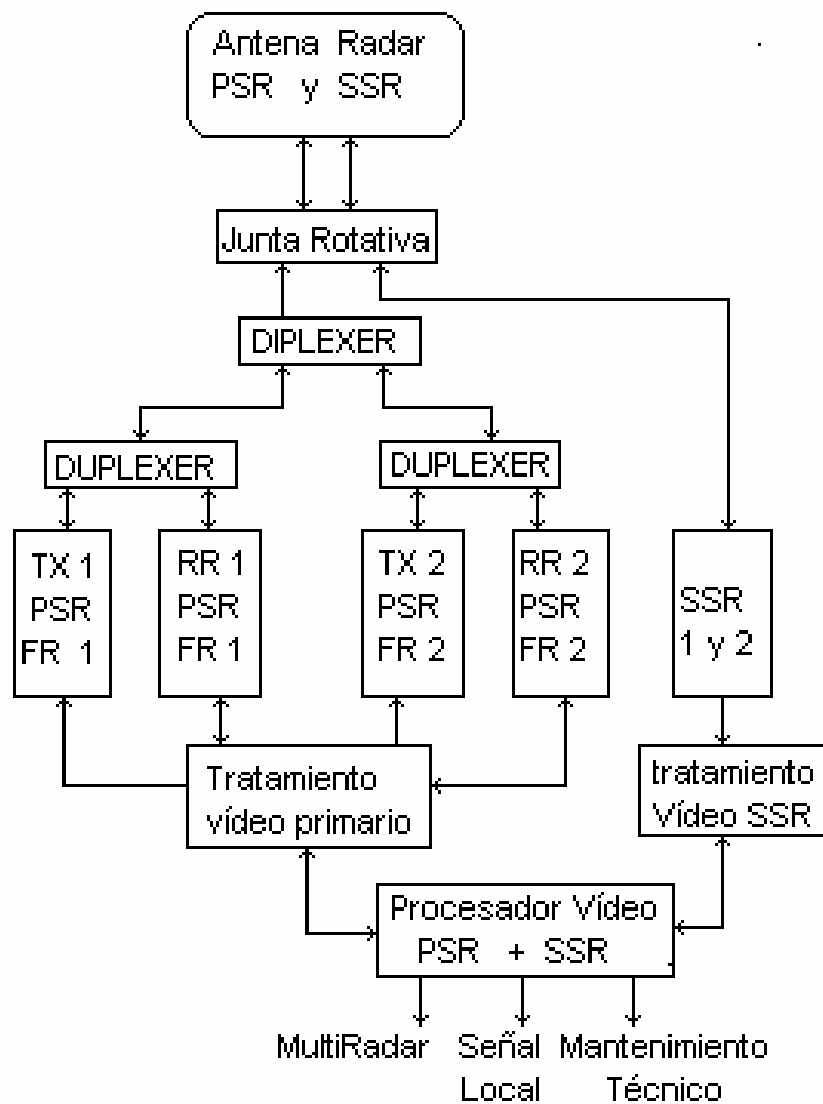 Antena Radar
PSR y SSR
Junta Rotativa
DIPLEXER
DUPLEXER
DUPLEXER
TX 1
PSR
FR 1
RR 1
PSR
FR 1
TX 2
PSR
FR 2
RR 2
PSR
FR 2
SSR
1 y 2
Tratamiento
vídeo primario
tratamiento
Vídeo SSR
Procesador Vídeo
PSR + SSR
MultiRadar
Señal
Local
Mantenimiento
Técnico